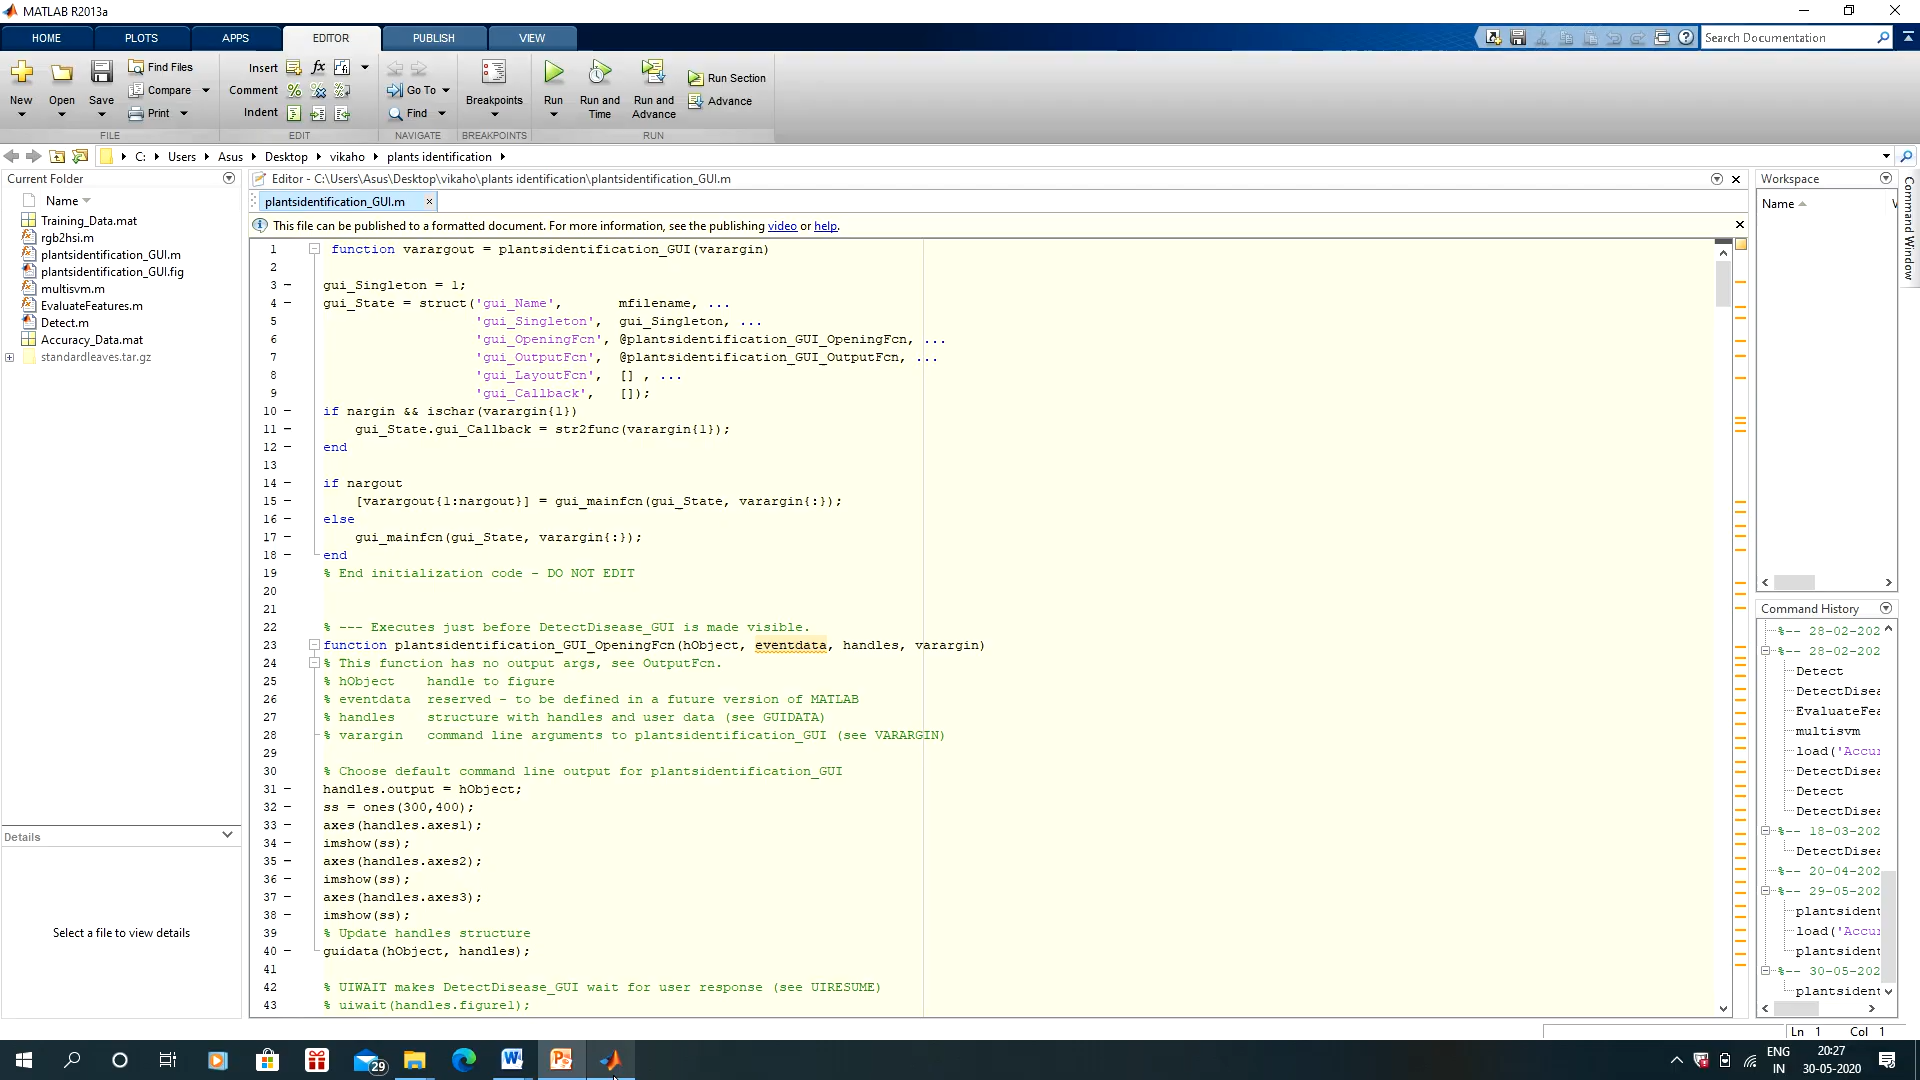 MATLAB R2013a
HOME
PLOTS
APPS
EDITOR
PUBLISH
VIEW
Search Documentation
New
Open
Save
Find Files
Compare
Print
FILE
Insert
fx
Comment
Indent
EDIT
Go To
Find
NAVIGATE
Breakpoints
BREAKPOINTS
Run
Run and Time
Run and Advance
Run Section
Advance
RUN
C: Users Asus Desktop vikaho plants identification
Current Folder
Name
Training_Data.mat
rgb2hsi.m
plantsidentification_GUI.m
plantsidentification_GUI.fig
multisvm.m
EvaluateFeatures.m
Detect.m
Accuracy_Data.mat
standardleaves.tar.gz
Details
Select a file to view details
Editor - C:\Users\Asus\Desktop\vikaho\plants identification\plantsidentification_GUI.m
plantsidentification_GUI.m
This file can be published to a formatted document. For more information, see the publishing video or help.
1 function varargout = plantsidentification_GUI(varargin)
2
3 gui_Singleton = 1;
4 gui_State = struct('gui_Name', mfilename, ...
5 'gui_Singleton', gui_Singleton, ...
6 'gui_OpeningFcn', @plantsidentification_GUI_OpeningFcn, ...
7 'gui_OutputFcn', @plantsidentification_GUI_OutputFcn, ...
8 'gui_LayoutFcn', [] , ...
9 'gui_Callback', []);
10 if nargin && ischar(varargin{1})
11 gui_State.gui_Callback = str2func(varargin{1});
12 end
13
14 if nargout
15 [varargout{1:nargout}] = gui_mainfcn(gui_State, varargin{:});
16 else
17 gui_mainfcn(gui_State, varargin{:});
18 end
19 % End initialization code - DO NOT EDIT
20
21
22 % --- Executes just before DetectDisease_GUI is made visible.
23 function plantsidentification_GUI_OpeningFcn(hObject, eventdata, handles, varargin)
24 % This function has no output args, see OutputFcn.
25 % hObject handle to figure
26 % eventdata reserved - to be defined in a future version of MATLAB
27 % handles structure with handles and user data (see GUIDATA)
28 % varargin command line arguments to plantsidentification_GUI (see VARARGIN)
29
30 % Choose default command line output for plantsidentification_GUI
31 handles.output = hObject;
32 ss = ones(300,400);
33 axes(handles.axes1);
34 imshow(ss);
35 axes(handles.axes2);
36 imshow(ss);
37 axes(handles.axes3);
38 imshow(ss);
39 % Update handles structure
40 guidata(hObject, handles);
41
42 % UIWAIT makes DetectDisease_GUI wait for user response (see UIRESUME)
43 % uiwait(handles.figure1);
Workspace
Name
Command Window
Command History
%-- 28-02-202
%-- 28-02-202
Detect
DetectDisea
EvaluateFea
multisvm
load('Accu
DetectDisea
Detect
DetectDisea
%-- 18-03-202
DetectDisea
%-- 20-04-202
%-- 29-05-202
plantsident
load('Accu
plantsident
%-- 30-05-202
plantsident
Ln 1 Col 1
29
ENG
IN
20:27
30-05-2020